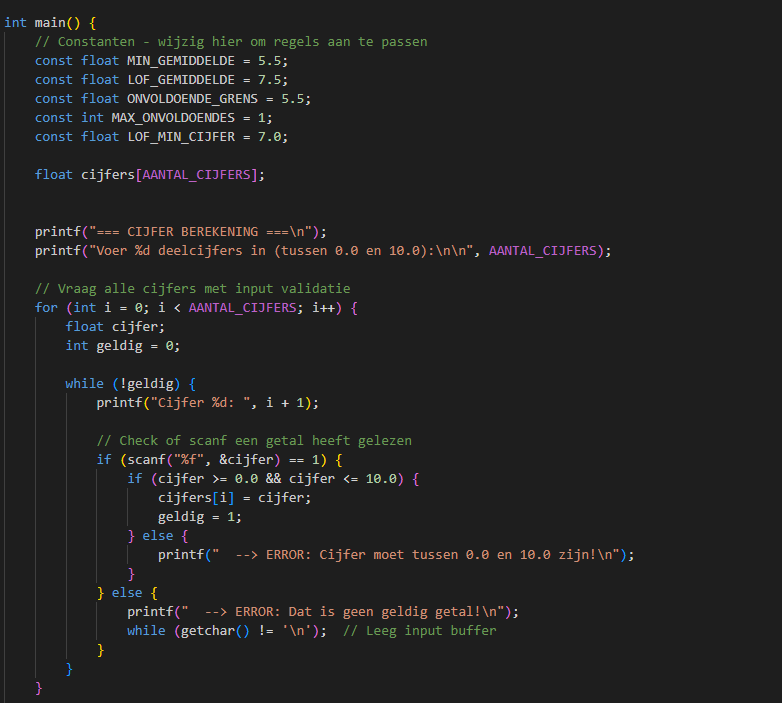 int main() {
    // Constanten - wijzig hier om regels aan te passen
    const float MIN_GEMIDDELDE = 5.5;
    const float LOF_GEMIDDELDE = 7.5;
    const float ONVOLDOENDE_GRENS = 5.5;
    const int MAX_ONVOLDOENDES = 1;
    const float LOF_MIN_CIJFER = 7.0;

    float cijfers[AANTAL_CIJFERS];


    printf("=== CIJFER BEREKENING ===\n");
    printf("Voer %d deelcijfers in (tussen 0.0 en 10.0):\n\n", AANTAL_CIJFERS);

    // Vraag alle cijfers met input validatie
    for (int i = 0; i < AANTAL_CIJFERS; i++) {
        float cijfer;
        int geldig = 0;

        while (!geldig) {
            printf("Cijfer %d: ", i + 1);

            // Check of scanf een getal heeft gelezen
            if (scanf("%f", &cijfer) == 1) {
                if (cijfer >= 0.0 && cijfer <= 10.0) {
                    cijfers[i] = cijfer;
                    geldig = 1;
                } else {
                    printf("  --> ERROR: Cijfer moet tussen 0.0 en 10.0 zijn!\n");
                }
            } else {
                printf("  --> ERROR: Dat is geen geldig getal!\n");
                while (getchar() != '\n');  // Leeg input buffer
            }
        }
    }